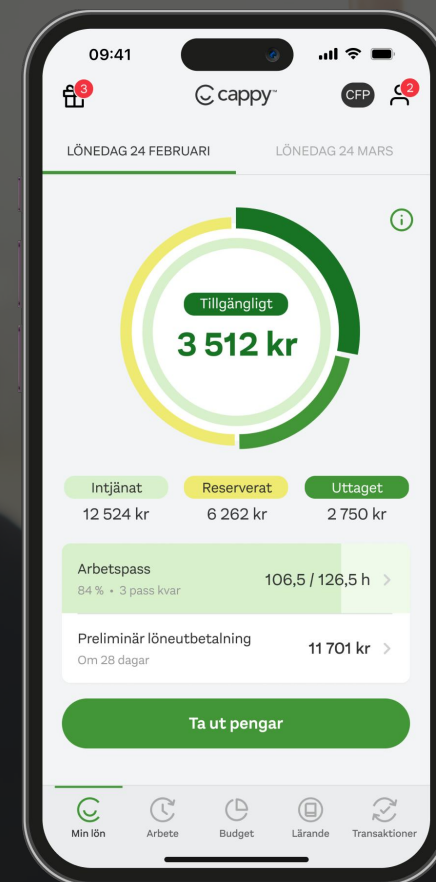 09:41
3
cappy™
CFP
2
LÖNEDAG 24 FEBRUARI
LÖNEDAG 24 MARS
Tillgängligt
3 512 kr
Intjänat
Reserverat
Uttaget
12 524 kr
6 262 kr
2 750 kr
Arbetspass
106,5 / 126,5 h
84 % • 3 pass kvar
Preliminär löneutbetalning
11 701 kr
Om 28 dagar
Ta ut pengar
Min lön
Arbete
Budget
Lärande
Transaktioner